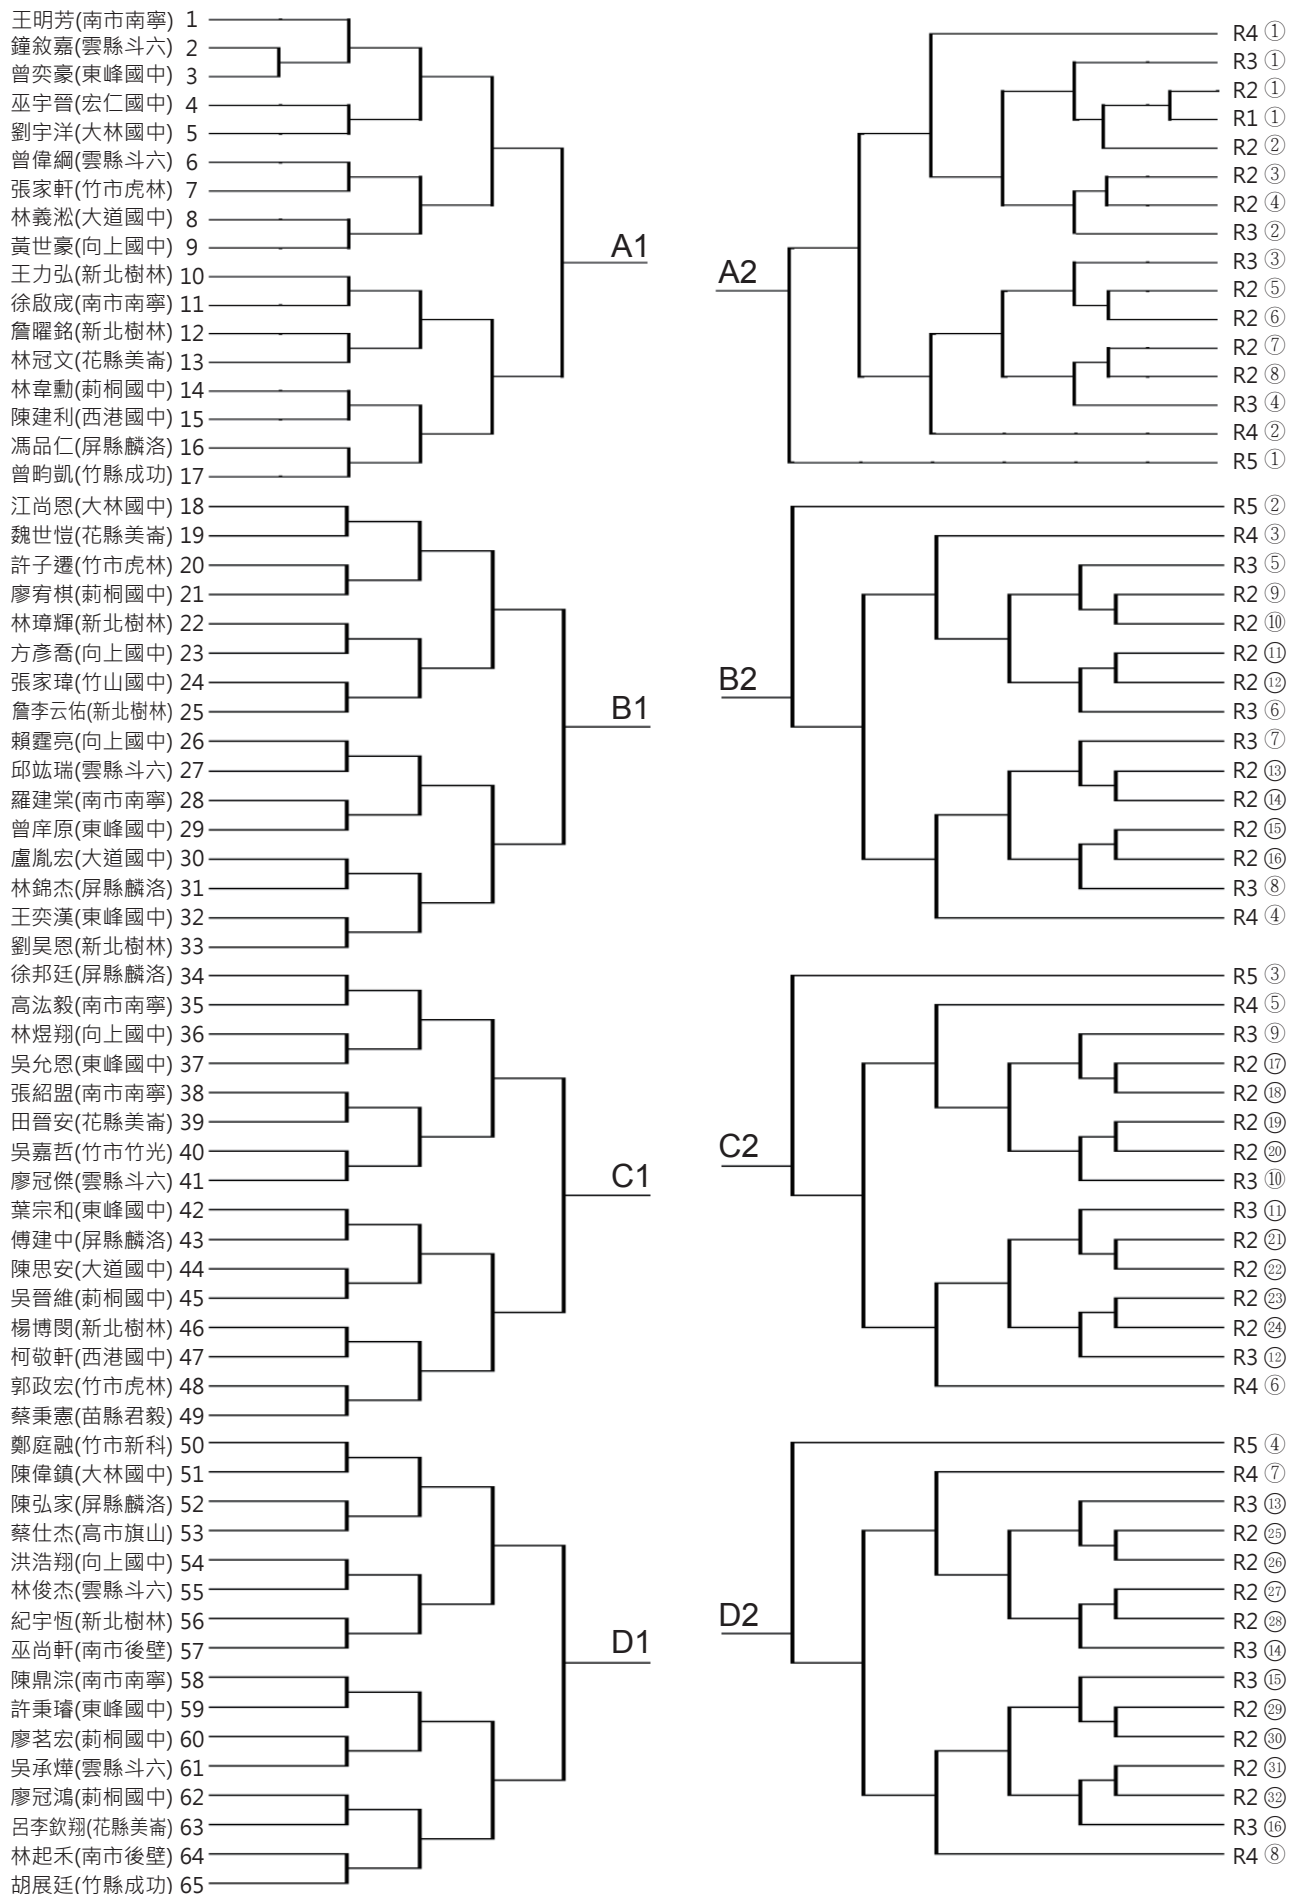 王明芳(南市南寧) 1
鐘敘嘉(雲縣斗六) 2
曾奕豪(東峰國中) 3
巫宇晉(宏仁國中) 4
劉宇洋(大林國中) 5
曾偉綱(雲縣斗六) 6
張家軒(竹市虎林) 7
林義淞(大道國中) 8
黃世豪(向上國中) 9
王力弘(新北樹林) 10
徐啟宬(南市南寧) 11
詹曜銘(新北樹林) 12
林冠文(花縣美崙) 13
林韋勳(莿桐國中) 14
陳建利(西港國中) 15
馮品仁(屏縣麟洛) 16
曾畇凱(竹縣成功) 17
A1
江尚恩(大林國中) 18
魏世愷(花縣美崙) 19
許子遷(竹市虎林) 20
廖宥棋(莿桐國中) 21
林璋輝(新北樹林) 22
方彥喬(向上國中) 23
張家瑋(竹山國中) 24
詹李云佑(新北樹林) 25
賴霆亮(向上國中) 26
邱竑瑞(雲縣斗六) 27
羅建棠(南市南寧) 28
曾庠原(東峰國中) 29
盧胤宏(大道國中) 30
林錦杰(屏縣麟洛) 31
王奕漢(東峰國中) 32
劉昊恩(新北樹林) 33
B1
徐邦廷(屏縣麟洛) 34
高汯毅(南市南寧) 35
林煜翔(向上國中) 36
吳允恩(東峰國中) 37
張紹盟(南市南寧) 38
田晉安(花縣美崙) 39
吳嘉哲(竹市竹光) 40
廖冠傑(雲縣斗六) 41
葉宗和(東峰國中) 42
傅建中(屏縣麟洛) 43
陳思安(大道國中) 44
吳晉維(莿桐國中) 45
楊博閔(新北樹林) 46
柯敬軒(西港國中) 47
郭政宏(竹市虎林) 48
蔡秉憲(苗縣君毅) 49
C1
鄭庭融(竹市新科) 50
陳偉鎮(大林國中) 51
陳弘家(屏縣麟洛) 52
蔡仕杰(高市旗山) 53
洪浩翔(向上國中) 54
林俊杰(雲縣斗六) 55
紀宇恆(新北樹林) 56
巫尚軒(南市後壁) 57
陳鼎淙(南市南寧) 58
許秉璿(東峰國中) 59
廖茗宏(莿桐國中) 60
吳承燁(雲縣斗六) 61
廖冠鴻(莿桐國中) 62
呂李欽翔(花縣美崙) 63
林起禾(南市後壁) 64
胡展廷(竹縣成功) 65
D1
A2
R4 ①
R3 ①
R2 ①
R1 ①
R2 ②
R2 ③
R2 ④
R3 ②
R3 ③
R2 ⑤
R2 ⑥
R2 ⑦
R2 ⑧
R3 ④
R4 ②
R5 ①
B2
R5 ②
R4 ③
R3 ⑤
R2 ⑨
R2 ⑩
R2 ⑪
R2 ⑫
R3 ⑥
R3 ⑦
R2 ⑬
R2 ⑭
R2 ⑮
R2 ⑯
R3 ⑧
R4 ④
C2
R5 ③
R4 ⑤
R3 ⑨
R2 ⑰
R2 ⑱
R2 ⑲
R2 ⑳
R3 ⑩
R3 ⑪
R2 ㉑
R2 ㉒
R2 ㉓
R2 ㉔
R3 ⑫
R4 ⑥
D2
R5 ④
R4 ⑦
R3 ⑬
R2 ㉕
R2 ㉖
R2 ㉗
R2 ㉘
R3 ⑭
R3 ⑮
R2 ㉙
R2 ㉚
R2 ㉛
R2 ㉜
R3 ⑯
R4 ⑧